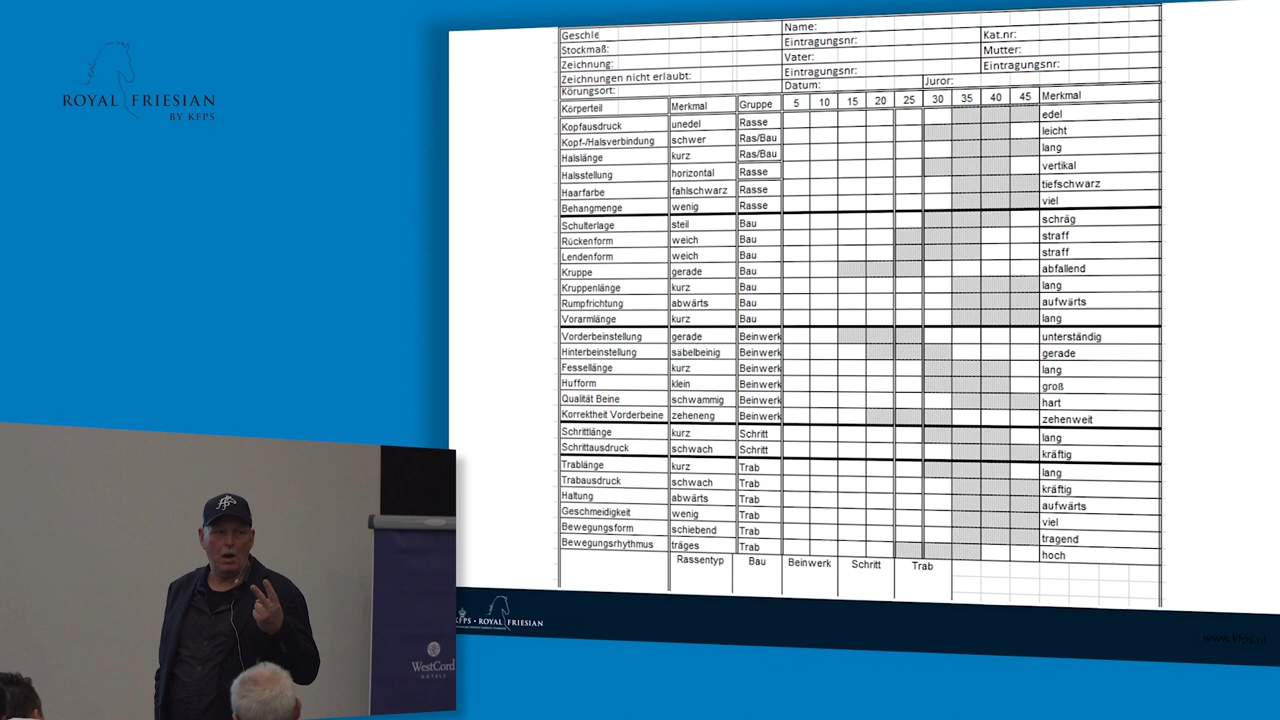 ROYAL FRIESIAN
BY KFPS
Geschle
Name:
Stockmaß:
Eintragungsnr:
Kat.nr:
Zeichnung:
Vater:
Mutter:
Zeichnungen nicht erlaubt:
Eintragungsnr:
Eintragungsnr:
Körungsort:
Datum:
Juror:
Körperteil Merkmal Gruppe 5 10 15 20 25 30 35 40 45 Merkmal
Kopfausdruck unedel Rasse edel
Kopf-/Halsverbindung schwer Ras/Bau leicht
Halslänge kurz Ras/Bau lang
Halsstellung horizontal Rasse vertikal
Haarfarbe fahlschwarz Rasse tiefschwarz
Behangmenge wenig Rasse viel
Schulterlage steil Bau schräg
Rückenform weich Bau straff
Lendenform weich Bau straff
Kruppe gerade Bau abfallend
Kruppenlänge kurz Bau lang
Rumpfrichtung abwärts Bau aufwärts
Vorarmlänge kurz Bau lang
Vorderbeinstellung gerade Beinwerk unterständig
Hinterbeinstellung säbelbeinig Beinwerk gerade
Fessellänge kurz Beinwerk lang
Hufform klein Beinwerk groß
Qualität Beine schwammig Beinwerk hart
Korrektheit Vorderbeine zeheneng Beinwerk zehenweit
Schrittlänge kurz Schritt lang
Schrittausdruck schwach Schritt kräftig
Trablänge kurz Trab lang
Trabausdruck schwach Trab kräftig
Haltung abwärts Trab aufwärts
Geschmeidigkeit wenig Trab viel
Bewegungsform schiebend Trab tragend
Bewegungsrhythmus träges Trab hoch
Rassentyp Bau Beinwerk Schritt Trab
KFPS • ROYAL FRIESIAN
www.kfps.nl
WestCord
HOTELS